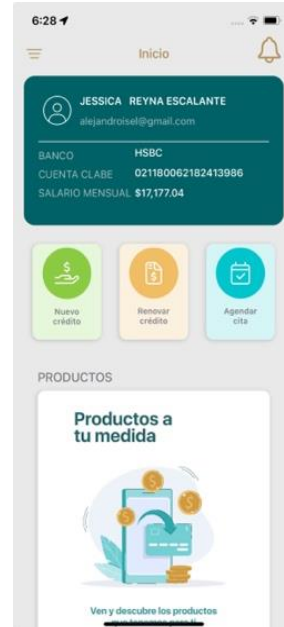 6:28
Inicio
JESSICA REYNA ESCALANTE
alejandroisel@gmail.com
BANCO HSBC
CUENTA CLABE 021180062182413986
SALARIO MENSUAL $17,177.04
Nuevo
crédito
Renovar
crédito
Agendar
cita
PRODUCTOS
Productos a
tu medida
Ven y descubre los productos